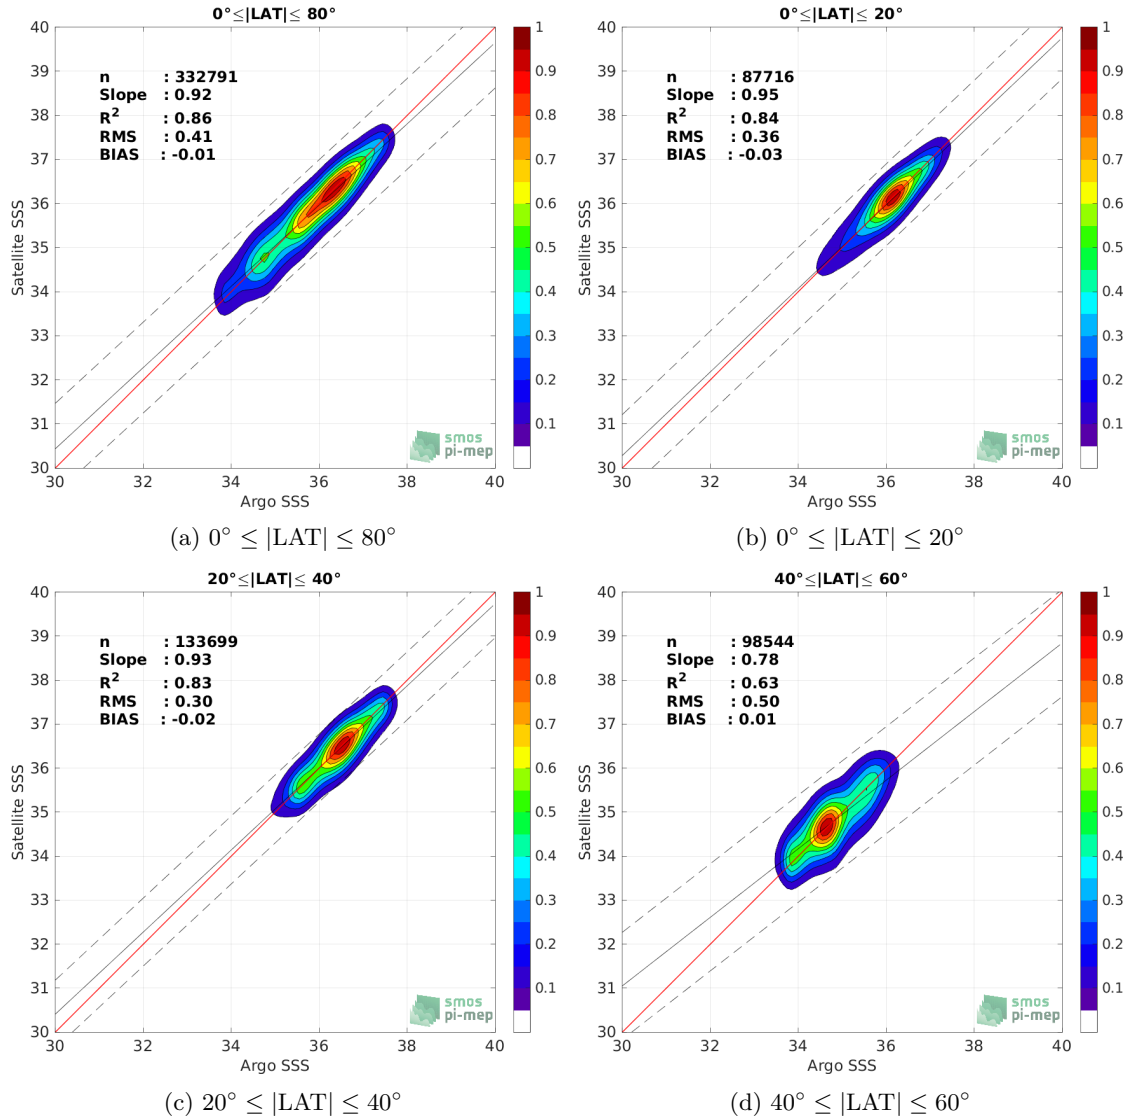 0°≤|LAT|≤ 80°
n : 332791
Slope : 0.92
R² : 0.86
RMS : 0.41
BIAS : -0.01
40
39
38
37
36
35
34
33
32
31
30
Satellite SSS
30
32
34
36
38
40
Argo SSS
smos
pi-mep
1
0.9
0.8
0.7
0.6
0.5
0.4
0.3
0.2
0.1
(a) 0° ≤ |LAT| ≤ 80°
0°≤|LAT|≤ 20°
n : 87716
Slope : 0.95
R² : 0.84
RMS : 0.36
BIAS : -0.03
40
39
38
37
36
35
34
33
32
31
30
Satellite SSS
30
32
34
36
38
40
Argo SSS
smos
pi-mep
1
0.9
0.8
0.7
0.6
0.5
0.4
0.3
0.2
0.1
(b) 0° ≤ |LAT| ≤ 20°
20°≤|LAT|≤ 40°
n : 133699
Slope : 0.93
R² : 0.83
RMS : 0.30
BIAS : -0.02
40
39
38
37
36
35
34
33
32
31
30
Satellite SSS
30
32
34
36
38
40
Argo SSS
smos
pi-mep
1
0.9
0.8
0.7
0.6
0.5
0.4
0.3
0.2
0.1
(c) 20° ≤ |LAT| ≤ 40°
40°≤|LAT|≤ 60°
n : 98544
Slope : 0.78
R² : 0.63
RMS : 0.50
BIAS : 0.01
40
39
38
37
36
35
34
33
32
31
30
Satellite SSS
30
32
34
36
38
40
Argo SSS
smos
pi-mep
1
0.9
0.8
0.7
0.6
0.5
0.4
0.3
0.2
0.1
(d) 40° ≤ |LAT| ≤ 60°